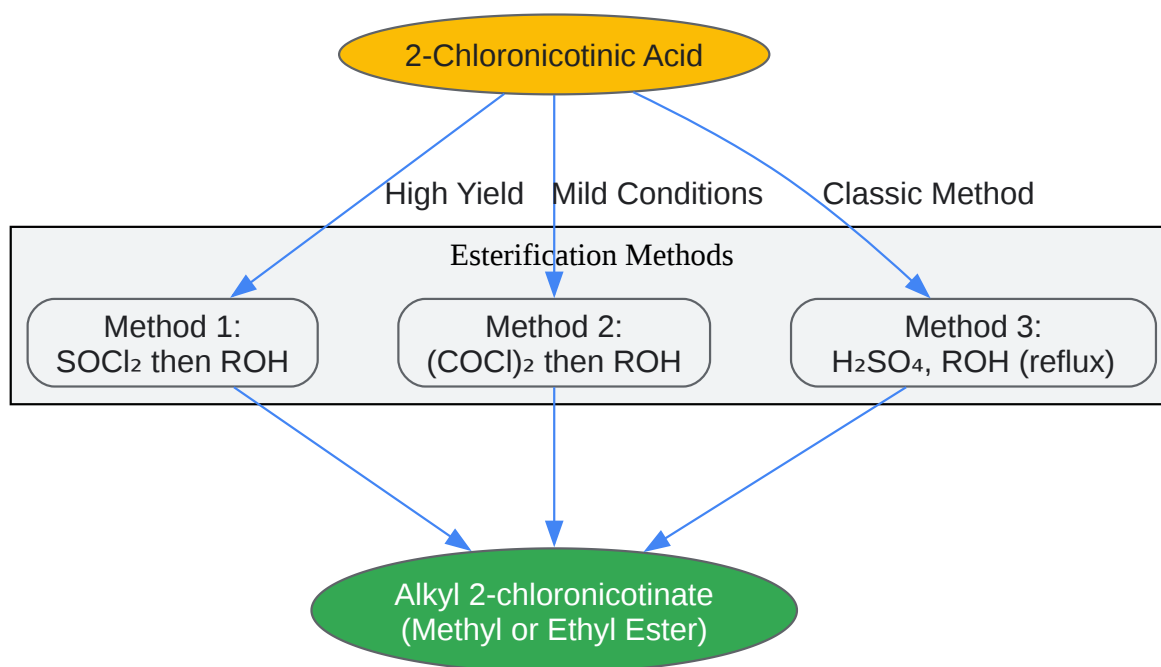 2-Chloronicotinic Acid
High Yield
Mild Conditions
Classic Method
Esterification Methods
Method 1:
SOCl₂ then ROH
Method 2:
(COCl)₂ then ROH
Method 3:
H₂SO₄, ROH (reflux)
Alkyl 2-chloronicotinate
(Methyl or Ethyl Ester)